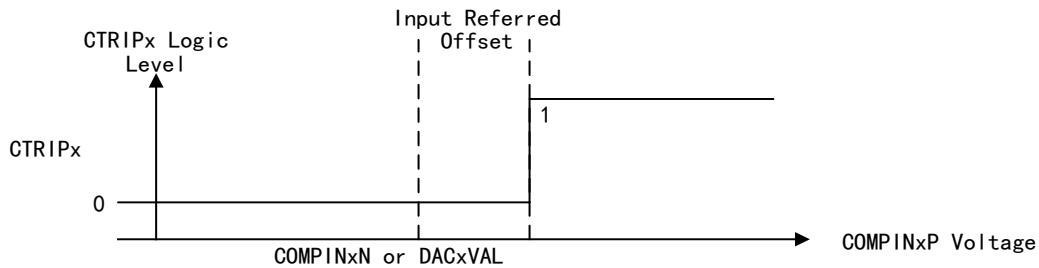 Input Referred
Offset
CTRIPx Logic
Level
1
CTRIPx
0
COMPINxN or DACxVAL
COMPINxP Voltage